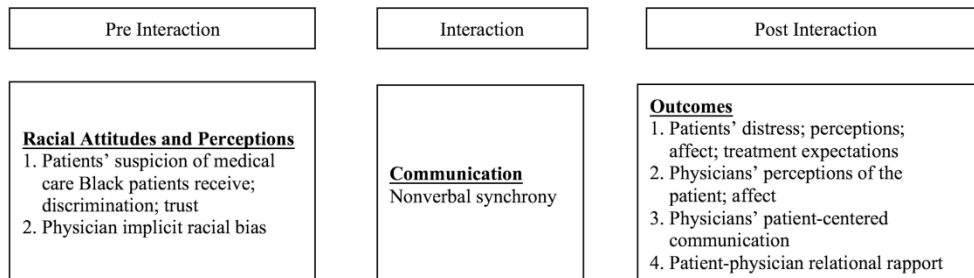 Pre Interaction
Interaction
Post Interaction
Racial Attitudes and Perceptions
1. Patients’ suspicion of medical
care Black patients receive;
discrimination; trust
2. Physician implicit racial bias
Communication
Nonverbal synchrony
Outcomes
1. Patients’ distress; perceptions;
affect; treatment expectations
2. Physicians’ perceptions of the
patient; affect
3. Physicians’ patient-centered
communication
4. Patient-physician relational rapport